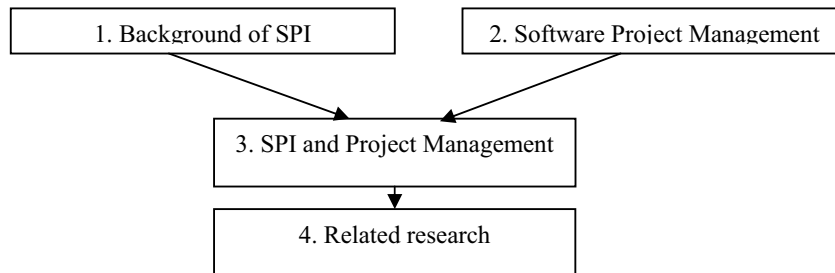 1. Background of SPI
2. Software Project Management
3. SPI and Project Management
4. Related research